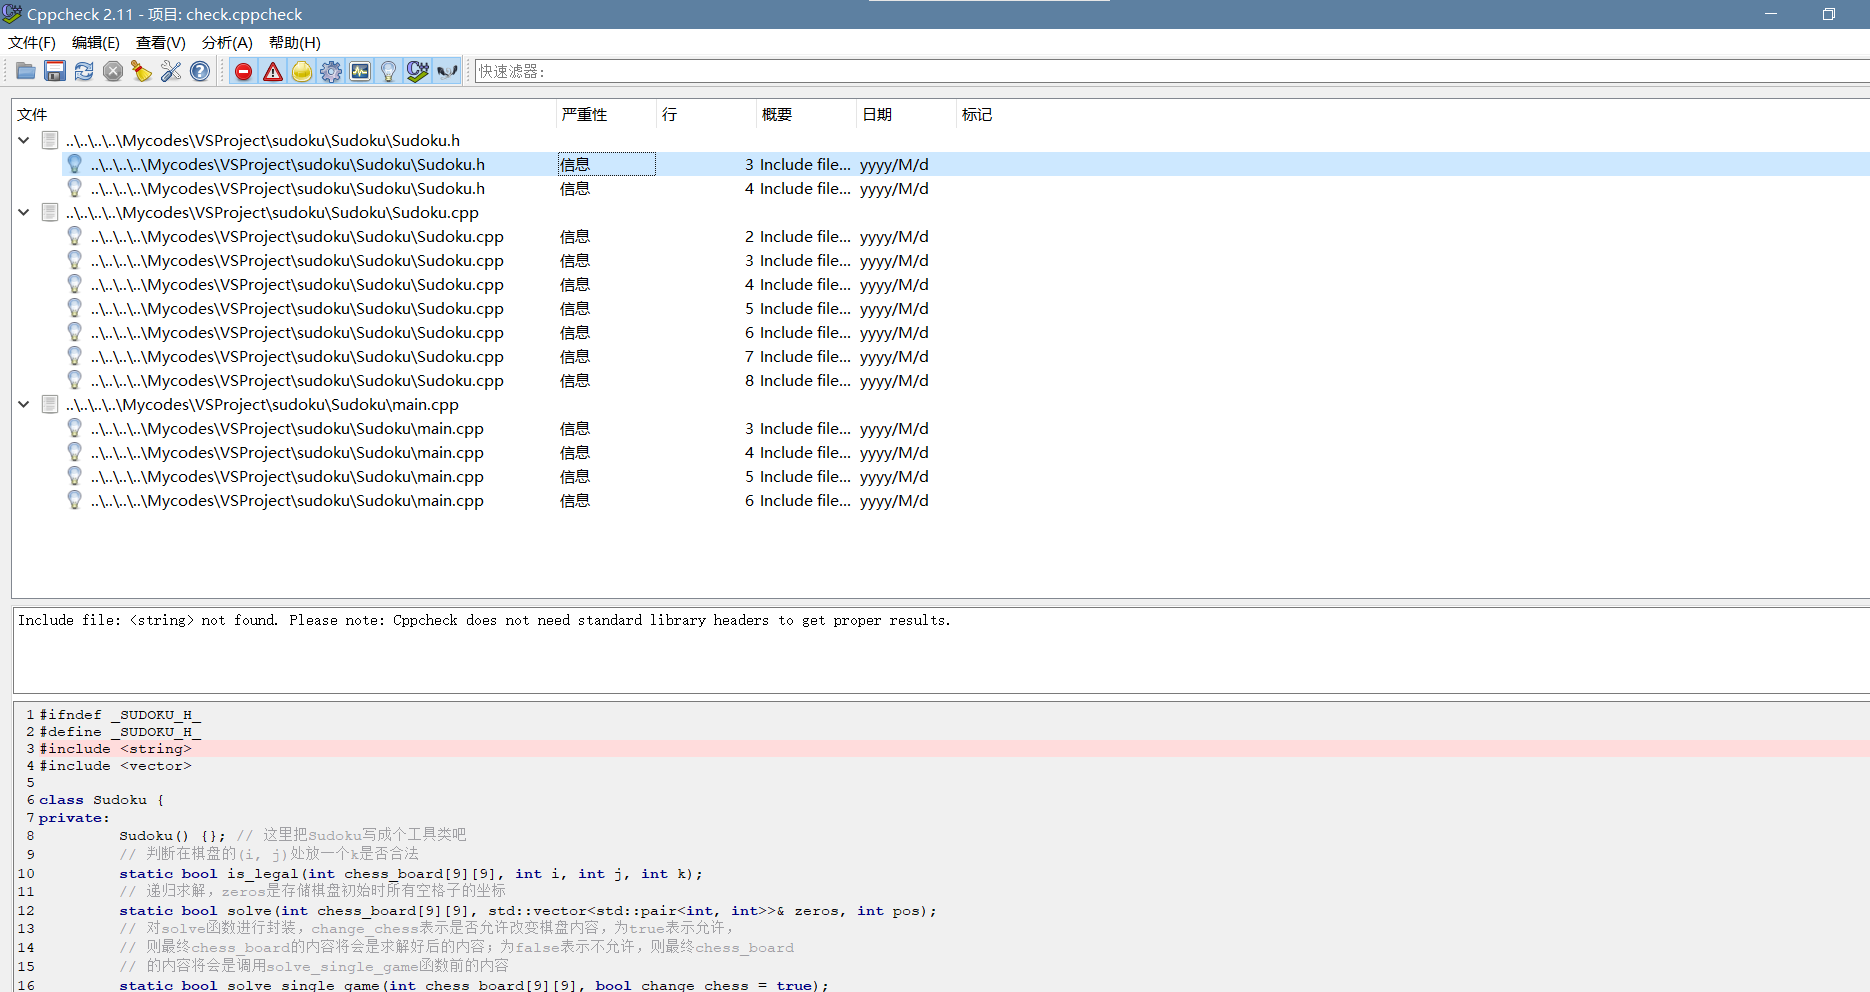 Cppcheck 2.11 - 项目: check.cppcheck
文件(F) 编辑(E) 查看(V) 分析(A) 帮助(H)
快速滤器:
文件 严重性 行 概要 日期 标记
..\..\..\..\Mycodes\VSProject\sudoku\Sudoku\Sudoku.h
..\..\..\..\Mycodes\VSProject\sudoku\Sudoku\Sudoku.h 信息 3 Include file... yyyy/M/d
..\..\..\..\Mycodes\VSProject\sudoku\Sudoku\Sudoku.h 信息 4 Include file... yyyy/M/d
..\..\..\..\Mycodes\VSProject\sudoku\Sudoku\Sudoku.cpp
..\..\..\..\Mycodes\VSProject\sudoku\Sudoku\Sudoku.cpp 信息 2 Include file... yyyy/M/d
..\..\..\..\Mycodes\VSProject\sudoku\Sudoku\Sudoku.cpp 信息 3 Include file... yyyy/M/d
..\..\..\..\Mycodes\VSProject\sudoku\Sudoku\Sudoku.cpp 信息 4 Include file... yyyy/M/d
..\..\..\..\Mycodes\VSProject\sudoku\Sudoku\Sudoku.cpp 信息 5 Include file... yyyy/M/d
..\..\..\..\Mycodes\VSProject\sudoku\Sudoku\Sudoku.cpp 信息 6 Include file... yyyy/M/d
..\..\..\..\Mycodes\VSProject\sudoku\Sudoku\Sudoku.cpp 信息 7 Include file... yyyy/M/d
..\..\..\..\Mycodes\VSProject\sudoku\Sudoku\Sudoku.cpp 信息 8 Include file... yyyy/M/d
..\..\..\..\Mycodes\VSProject\sudoku\Sudoku\main.cpp
..\..\..\..\Mycodes\VSProject\sudoku\Sudoku\main.cpp 信息 3 Include file... yyyy/M/d
..\..\..\..\Mycodes\VSProject\sudoku\Sudoku\main.cpp 信息 4 Include file... yyyy/M/d
..\..\..\..\Mycodes\VSProject\sudoku\Sudoku\main.cpp 信息 5 Include file... yyyy/M/d
..\..\..\..\Mycodes\VSProject\sudoku\Sudoku\main.cpp 信息 6 Include file... yyyy/M/d
Include file: <string> not found. Please note: Cppcheck does not need standard library headers to get proper results.
1 #ifndef _SUDOKU_H_
2 #define _SUDOKU_H_
3 #include <string>
4 #include <vector>
5
6 class Sudoku {
7 private:
8 Sudoku() {}; // 这里把Sudoku写成个工具类吧
9 // 判断在棋盘的(i, j)处放一个k是否合法
10 static bool is_legal(int chess_board[9][9], int i, int j, int k);
11 // 递归求解，zeros是存储棋盘初始时所有空格子的坐标
12 static bool solve(int chess_board[9][9], std::vector<std::pair<int, int>>& zeros, int pos);
13 // 对solve函数进行封装，change_chess表示是否允许改变棋盘内容，为true表示允许，
14 // 则最终chess_board的内容将会是求解好后的内容；为false表示不允许，则最终chess_board
15 // 的内容将会是调用solve_single_game函数前的内容
16 static bool solve_single_game(int chess_board[9][9], bool change_chess = true);